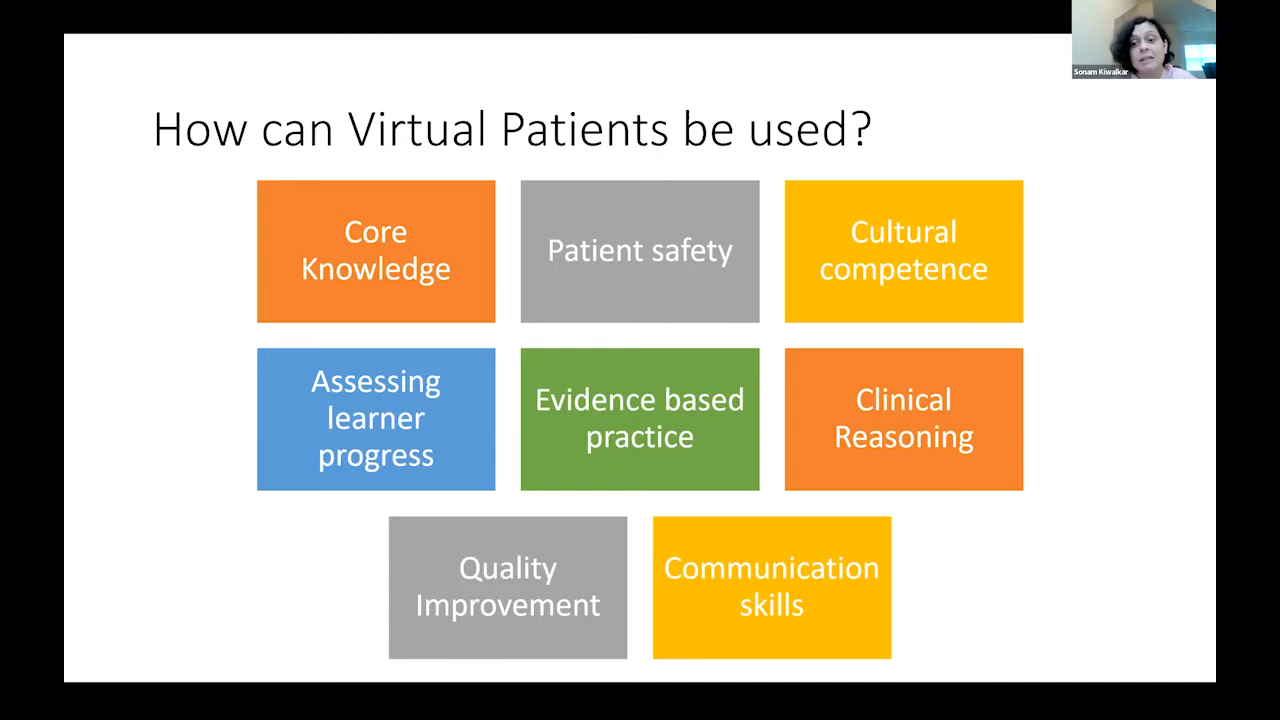 Sonam Kiwalkar
How can Virtual Patients be used?
Core
Knowledge
Patient safety
Cultural
competence
Assessing
learner
progress
Evidence based
practice
Clinical
Reasoning
Quality
Improvement
Communication
skills